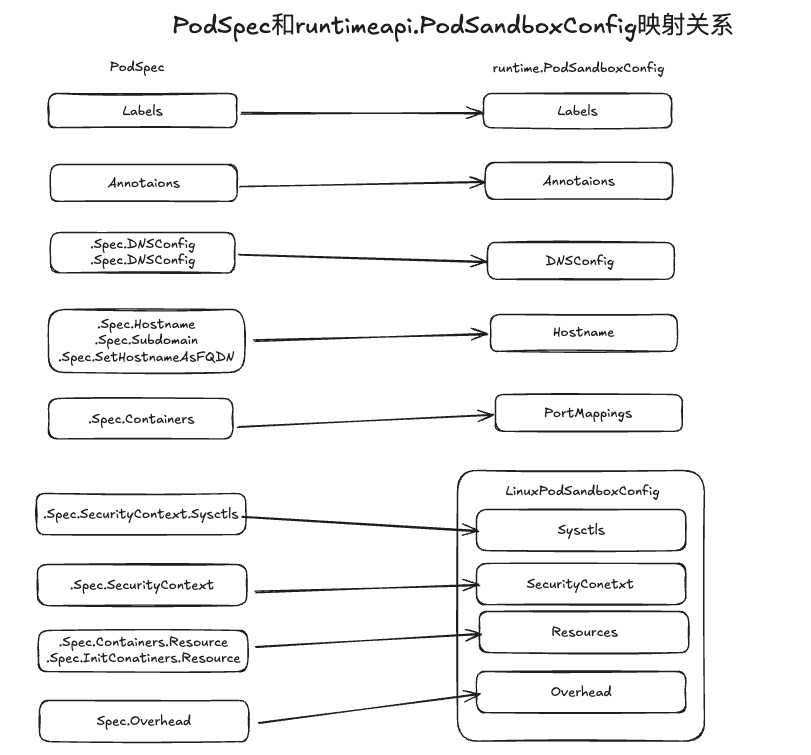 PodSpec和runtimeapi.PodSandboxConfig映射关系
PodSpec
runtime.PodSandboxConfig
Labels
Labels
Annotaions
Annotaions
.Spec.DNSConfig
.Spec.DNSConfig
DNSConfig
.Spec.Hostname
.Spec.Subdomain
.Spec.SetHostnameAsFQDN
Hostname
.Spec.Containers
PortMappings
LinuxPodSandboxConfig
.Spec.SecurityContext.Sysctls
Sysctls
.Spec.SecurityContext
SecurityConetxt
.Spec.Containers.Resource
.Spec.InitConatiners.Resource
Resources
Spec.Overhead
Overhead